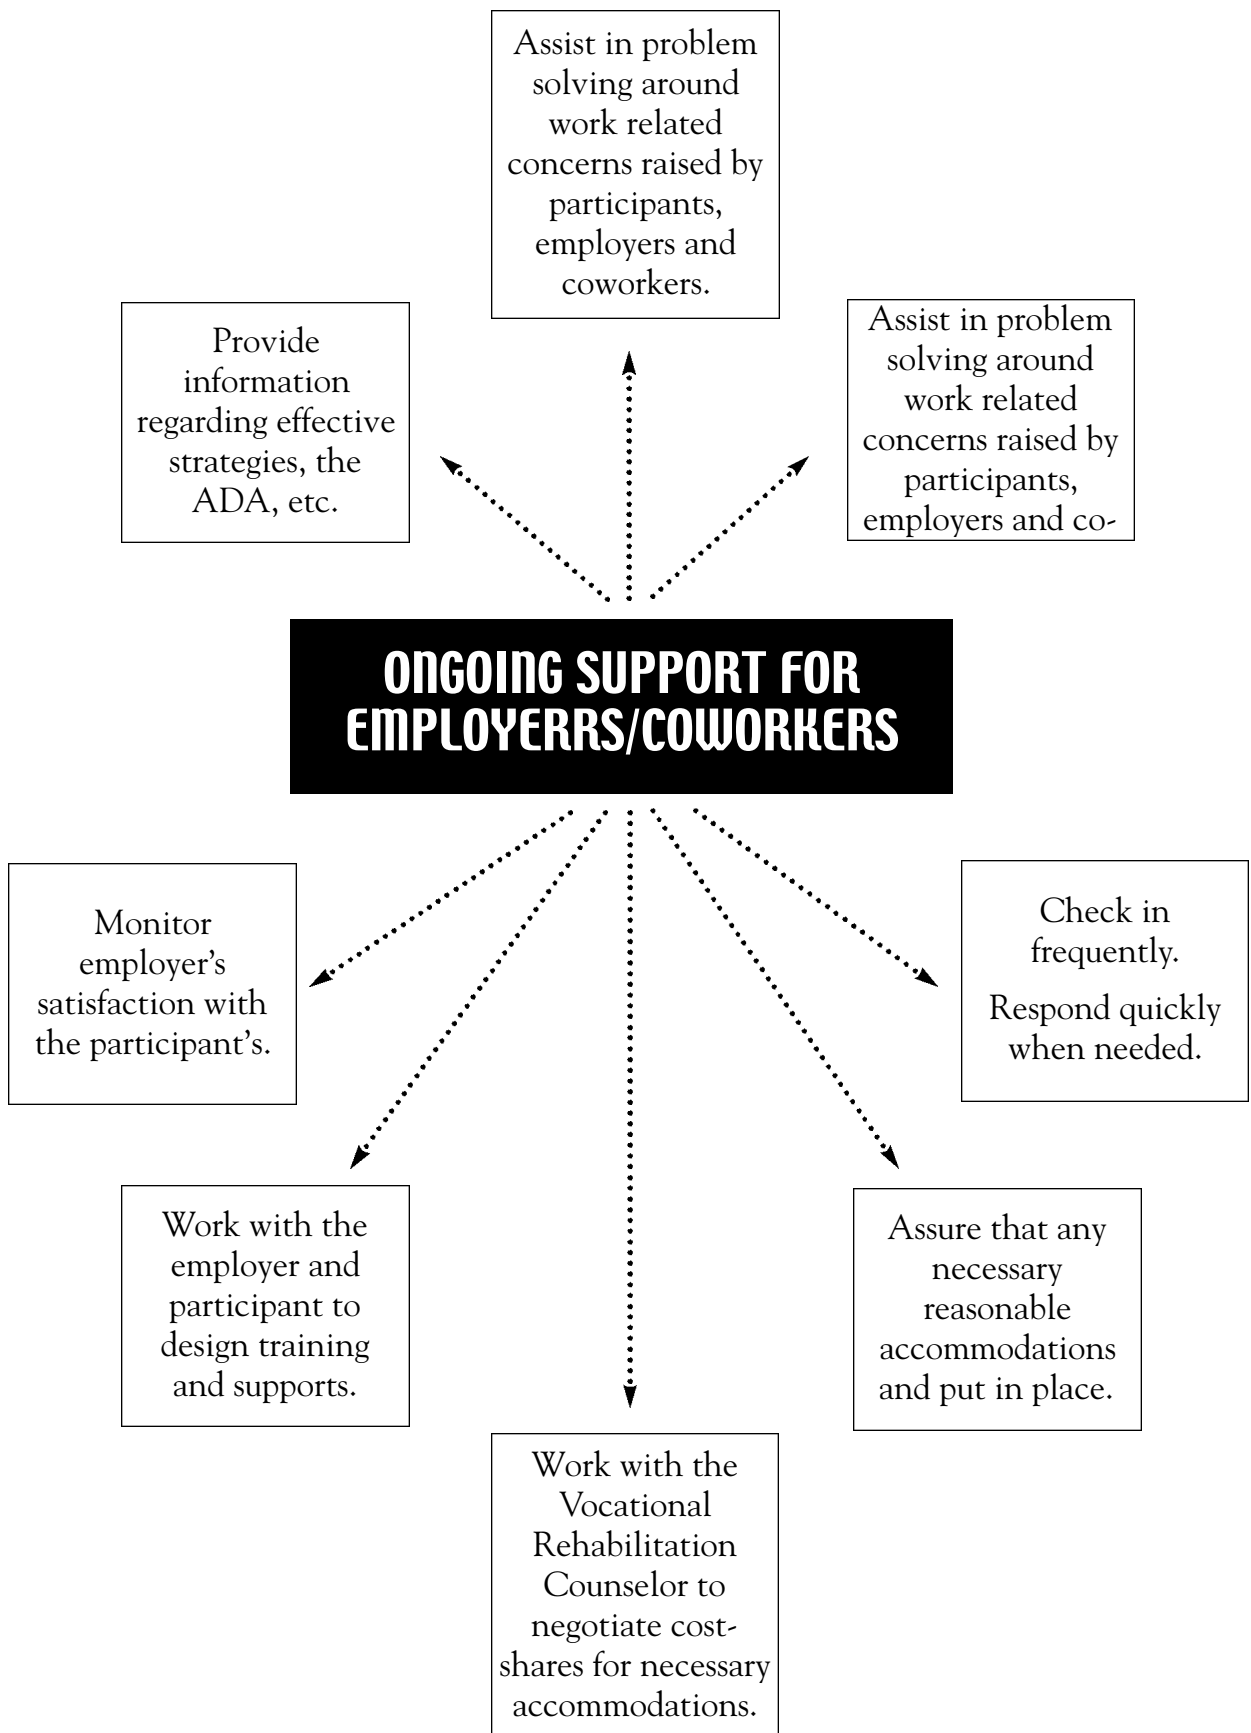 Assist in problem
solving around
work related
concerns raised by
participants,
employers and
coworkers.
Provide
information
regarding effective
strategies, the
ADA, etc.
Assist in problem
solving around
work related
concerns raised by
participants,
employers and co-
ONGOING SUPPORT FOR
EMPLOYERRS/COWORKERS
Monitor
employer's
satisfaction with
the participant's.
Check in
frequently.
Respond quickly
when needed.
Work with the
employer and
participant to
design training
and supports.
Assure that any
necessary
reasonable
accommodations
and put in place.
Work with the
Vocational
Rehabilitation
Counselor to
negotiate cost-
shares for necessary
accommodations.